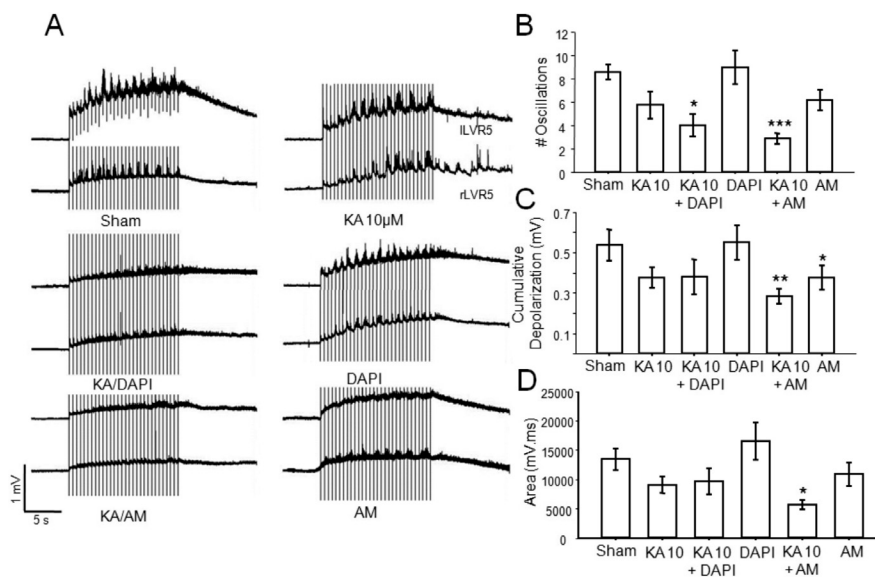 A
lLVR5
rLVR5
Sham
KA 10µM
KA/DAPI
DAPI
1 mV
5 s
KA/AM
AM
B
# Oscillations
12
10
8
6
4
2
0
*
***
Sham
KA 10
KA 10
+ DAPI
DAPI
KA 10
+ AM
AM
C
Cumulative
Depolarization (mV)
0.7
0.5
0.3
0.1
**
*
Sham
KA 10
KA 10
+ DAPI
DAPI
KA 10
+ AM
AM
D
Area (mV.ms)
25000
20000
15000
10000
5000
0
*
Sham
KA 10
KA 10
+ DAPI
DAPI
KA 10
+ AM
AM